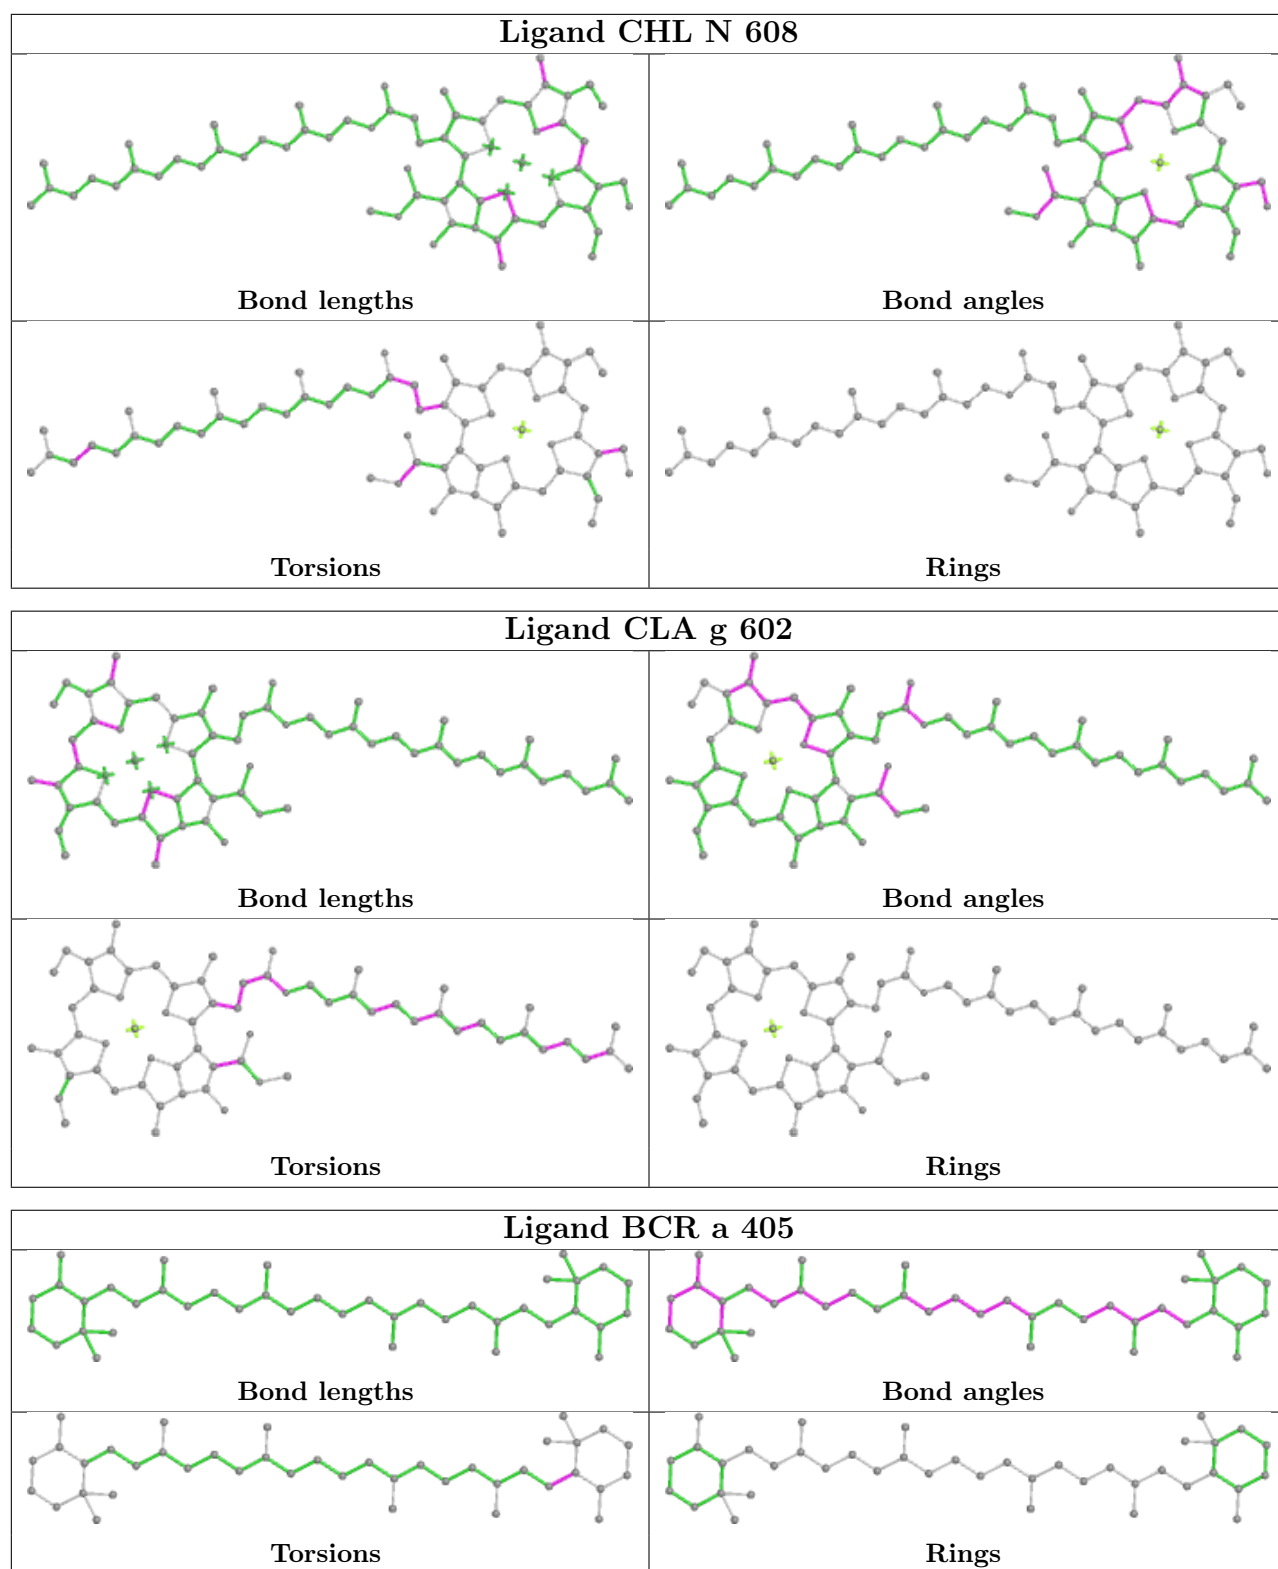 Ligand CHL N 608
Bond lengths
Bond angles
Torsions
Rings
Ligand CLA g 602
Bond lengths
Bond angles
Torsions
Rings
Ligand BCR a 405
Bond lengths
Bond angles
Torsions
Rings